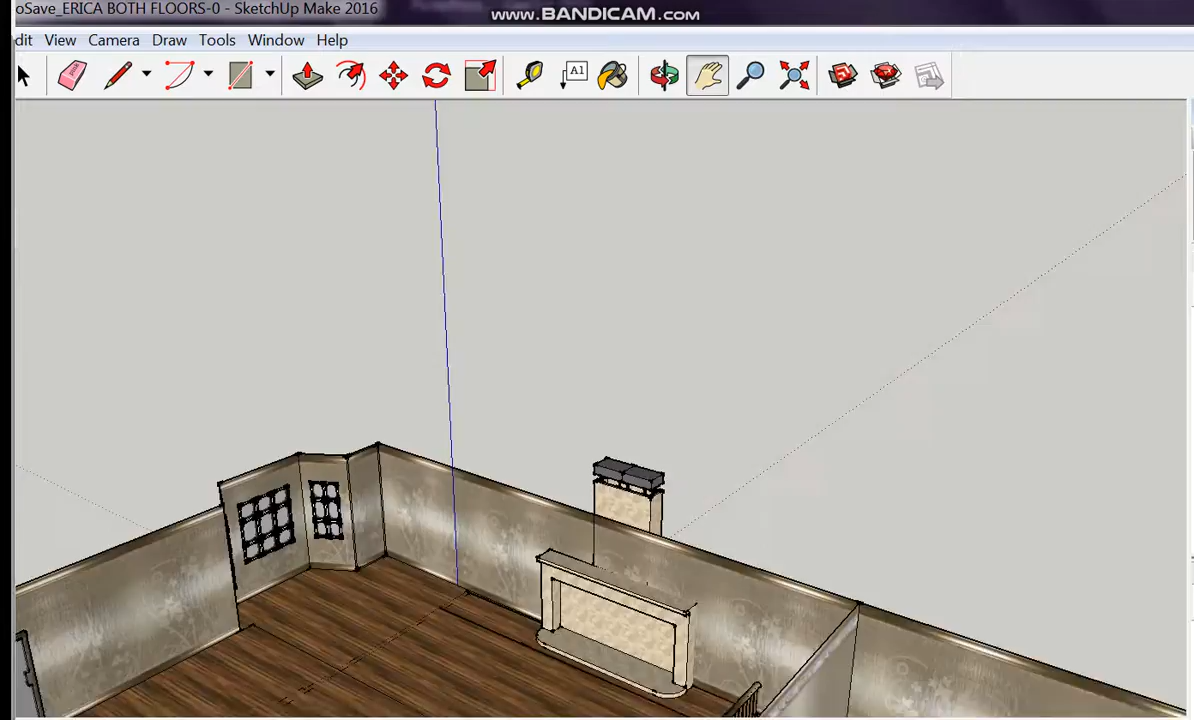 oSave_ERICA BOTH FLOORS-0 - SketchUp Make 2016
www.BANDICAM.com
dit View Camera Draw Tools Window Help
A1